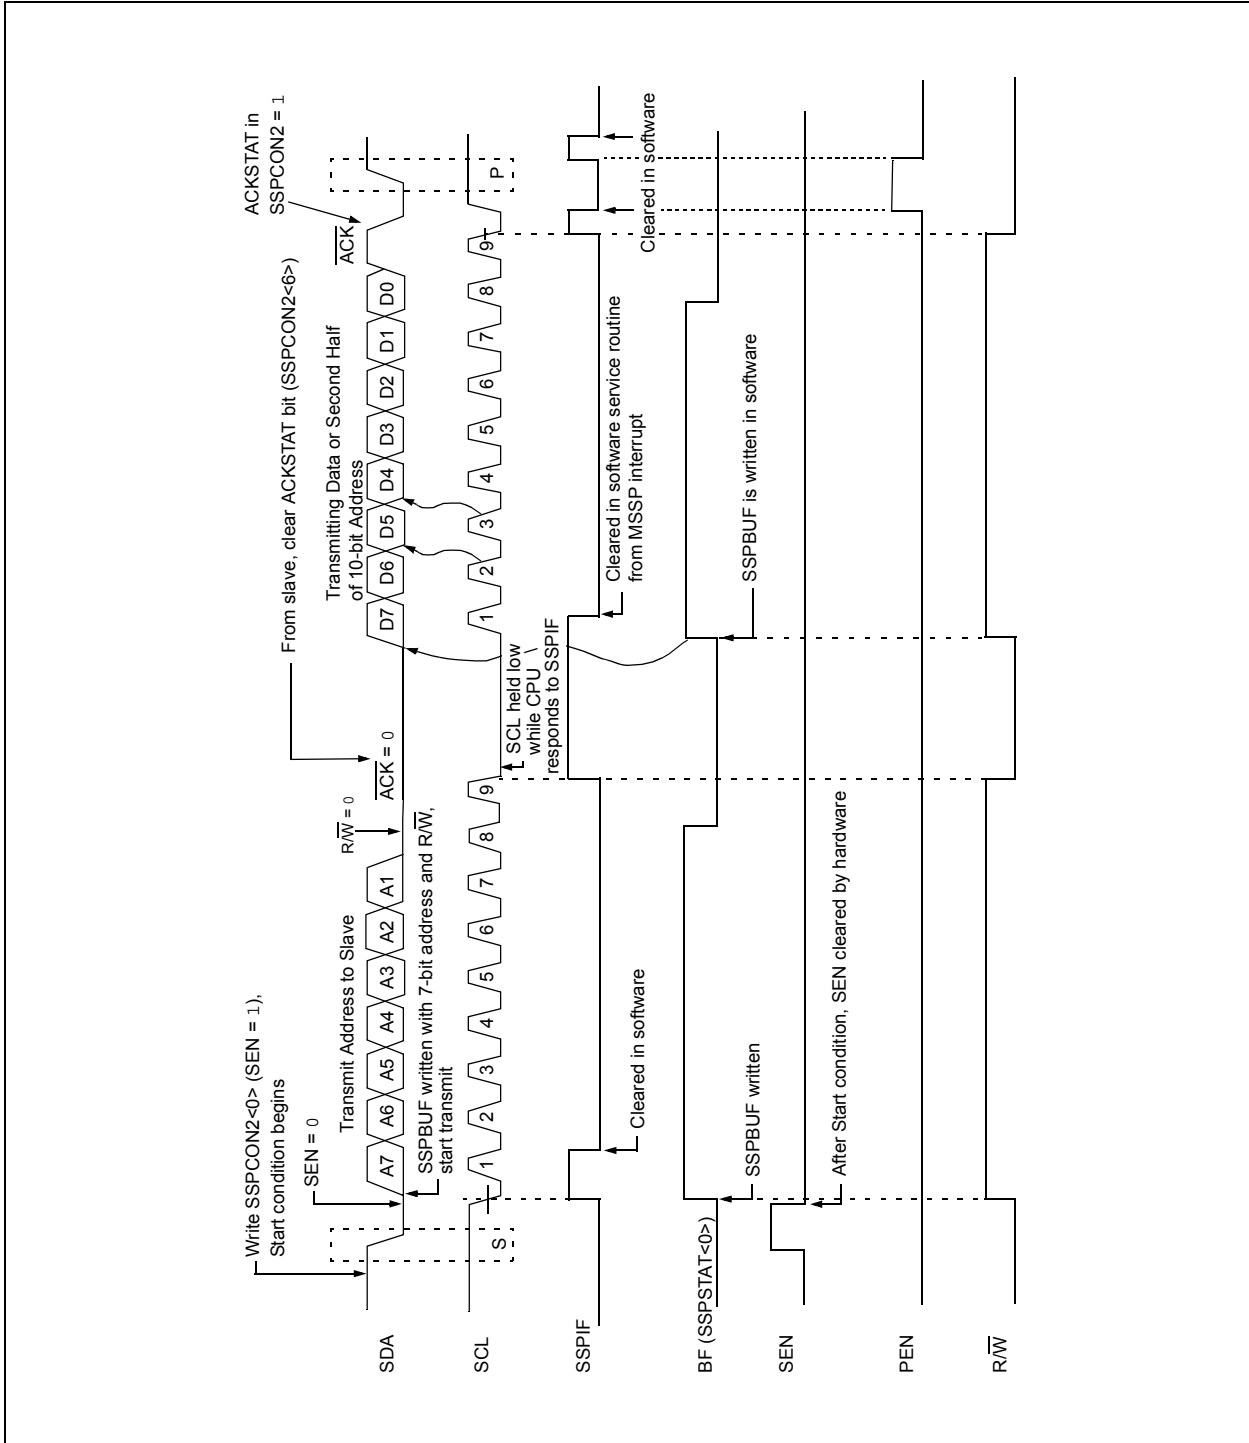 Write SSPCON2<0> (SEN = 1),
Start condition begins
SEN = 0
From slave, clear ACKSTAT bit (SSPCON2<6>)
ACKSTAT in
SSPCON2 = 1
Transmit Address to Slave
R/W = 0
ACK = 0
Transmitting Data or Second Half
of 10-bit Address
ACK
SDA
A7 A6 A5 A4 A3 A2 A1
D7 D6 D5 D4 D3 D2 D1 D0
SSPBUF written with 7-bit address and R/W,
start transmit
SCL
S
1 2 3 4 5 6 7 8 9
1 2 3 4 5 6 7 8 9
P
SCL held low
while CPU
responds to SSPIF
SSPIF
Cleared in software
Cleared in software service routine
from MSSP interrupt
Cleared in software
BF (SSPSTAT<0>)
SSPBUF written
SSPBUF is written in software
SEN
After Start condition, SEN cleared by hardware
PEN
R/W